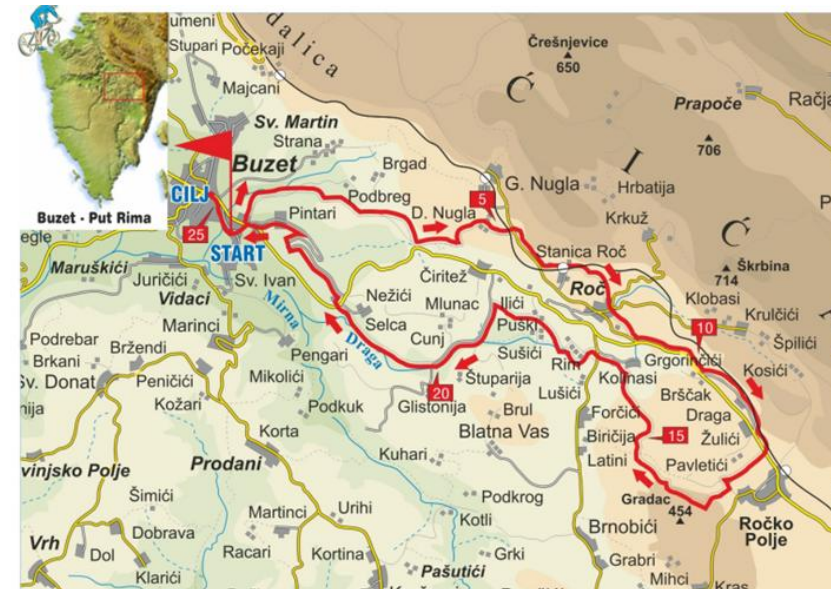 dalica
umeni
Stupari
Počekaji
Majcani
Črešnjevice
650
Ć
Prapoče
Račja
706
Sv. Martin
Strana
Buzet
Brgad
Podbreg
G. Nugla
Hrbatija
I
CILJ
Buzet - Put Rima
Pintari
D. Nugla
5
Krkuž
Ć
25
START
Stanica Roč
egle
Maruškići
Juričići
Sv. Ivan
Čiritež
Roč
714
Škrbina
Vidaci
Mirna
Nežići
Mlunac
Ilići
Klobasi
Krulčići
Marinci
Selca
Cunj
Puski
10
Špilići
Podrebar
Brkani
Brždendi
Pengari
Draga
Sušići
Rim
Grgorinčići
Kosići
Sv. Donat
Peničići
Mikolići
20
Štuparija
Lušići
Kolinasi
Brščak
nija
Kožari
Podkuk
Glistonija
Brul
Forčići
Draga
Korta
Blatna Vas
Biričija
15
Žulići
vinjsko Polje
Prodani
Kuhari
Latini
Pavletići
Šimići
Podkrog
Gradac
454
Ročko
Polje
Martinci
Urihi
Kotli
Vrh
Dobrava
Brnobići
Dol
Racari
Kortina
Grki
Grabri
Klarići
Pašutići
Mihci
Kras